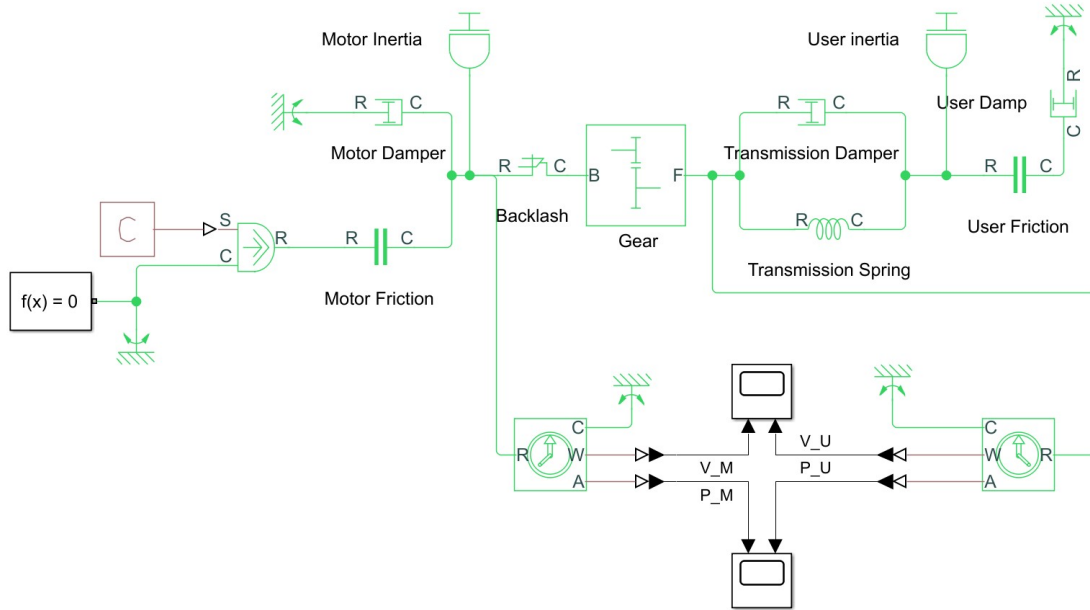 Motor Inertia
User inertia
R
R
C
R
C
User Damp
C
Motor Damper
Transmission Damper
R
C
B
F
R
C
Backlash
C
S
R
C
User Friction
Gear
R
R
C
C
Transmission Spring
f(x) = 0
Motor Friction
C
C
R
W
V_M
V_U
W
R
A
P_M
P_U
A